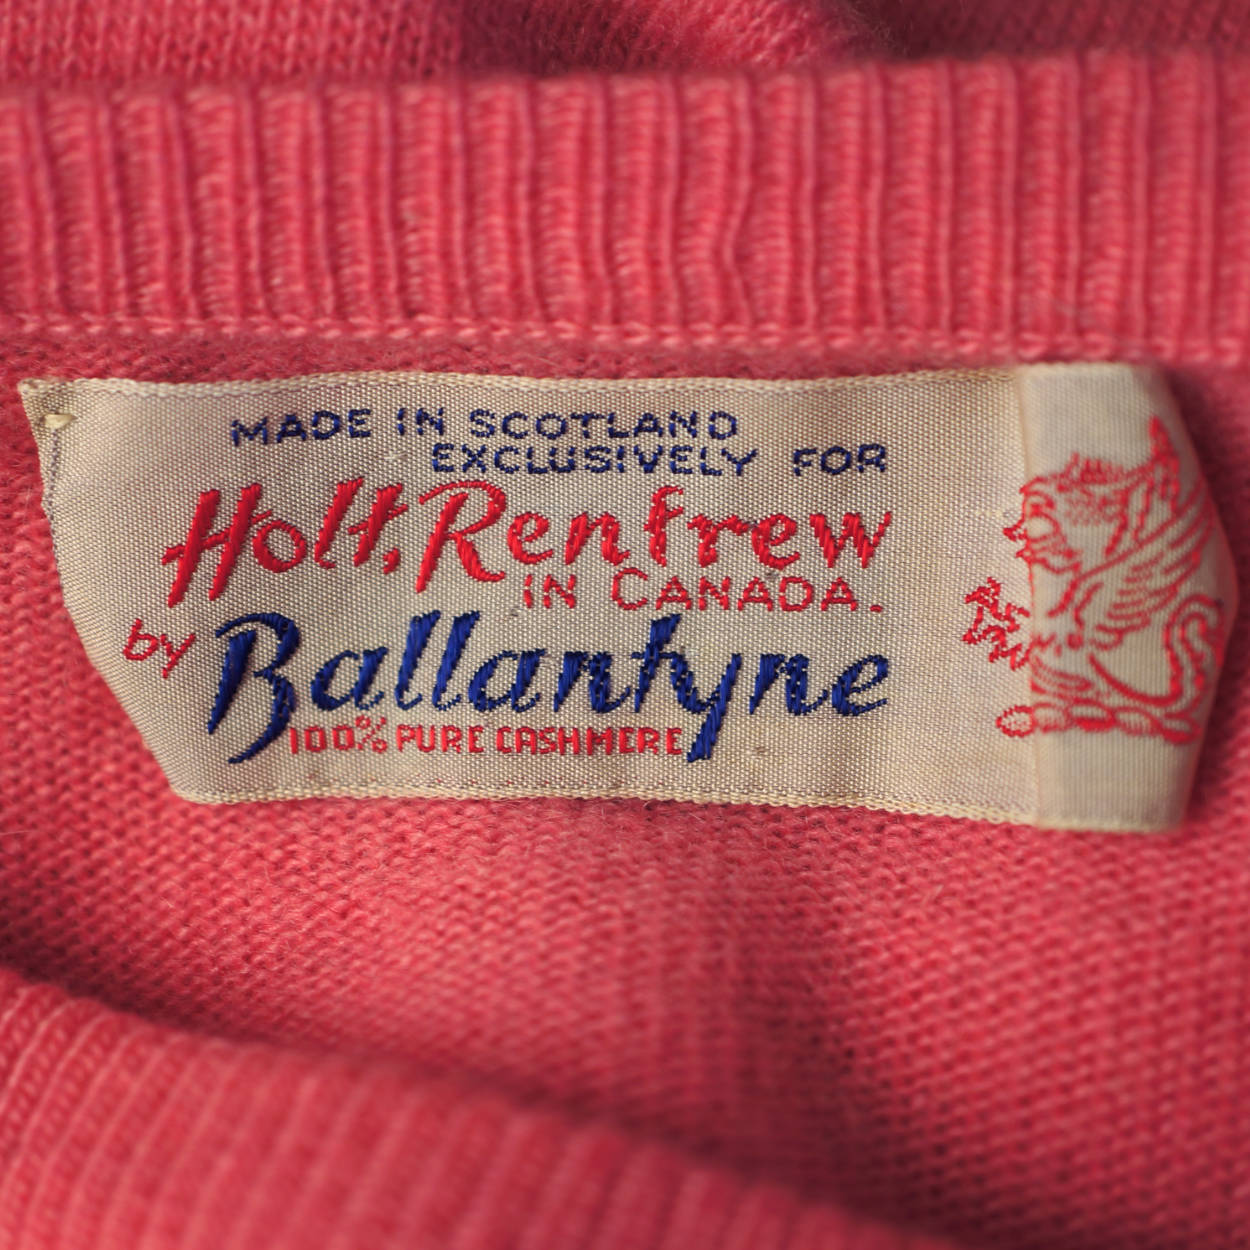 MADE IN SCOTLAND
EXCLUSIVELY FOR
Holt, Renfrew
IN CANADA.
by Ballantyne
100% PURE CASHMERE